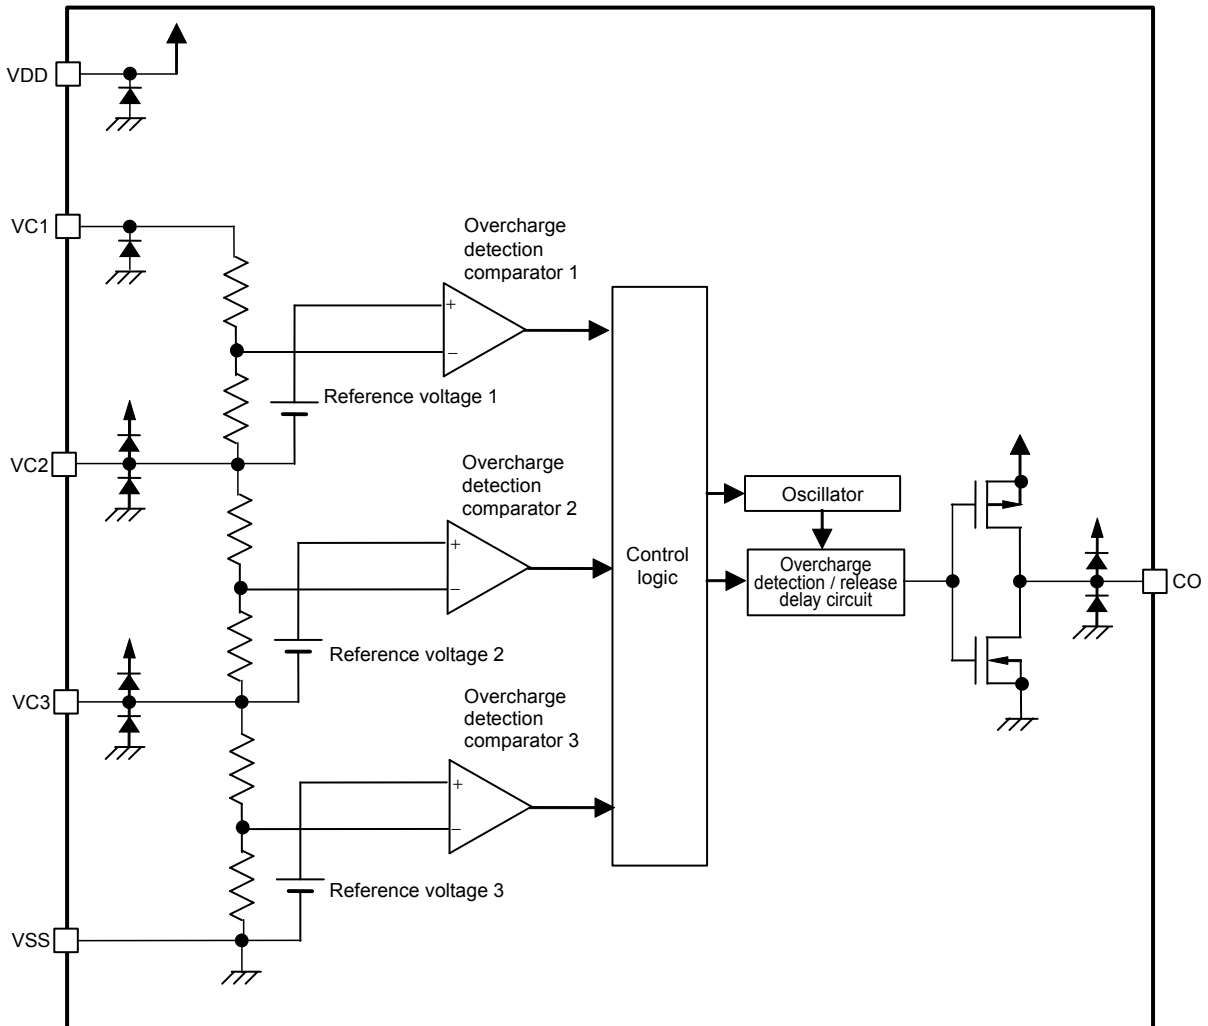 VDD
VC1
Overcharge
detection
comparator 1
+
−
Reference voltage 1
VC2
Overcharge
detection
comparator 2
+
−
Reference voltage 2
Control
logic
Oscillator
Overcharge
detection / release
delay circuit
CO
VC3
Overcharge
detection
comparator 3
+
−
Reference voltage 3
VSS